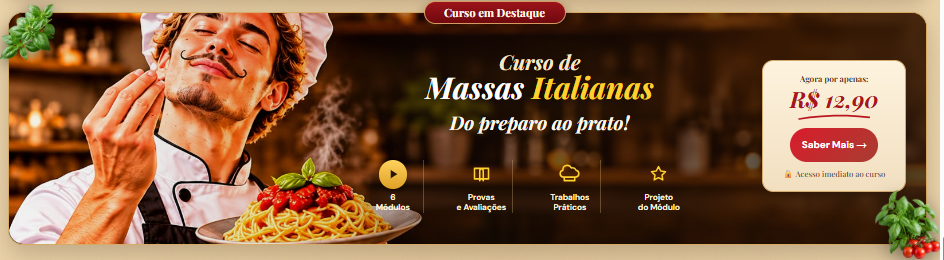 Curso em Destaque
Curso de
Massas Italianas
Do preparo ao prato!
6
Módulos
Provas
e Avaliações
Trabalhos
Práticos
Projeto
do Módulo
Agora por apenas:
R$ 12,90
Saber Mais →
Acesso imediato ao curso